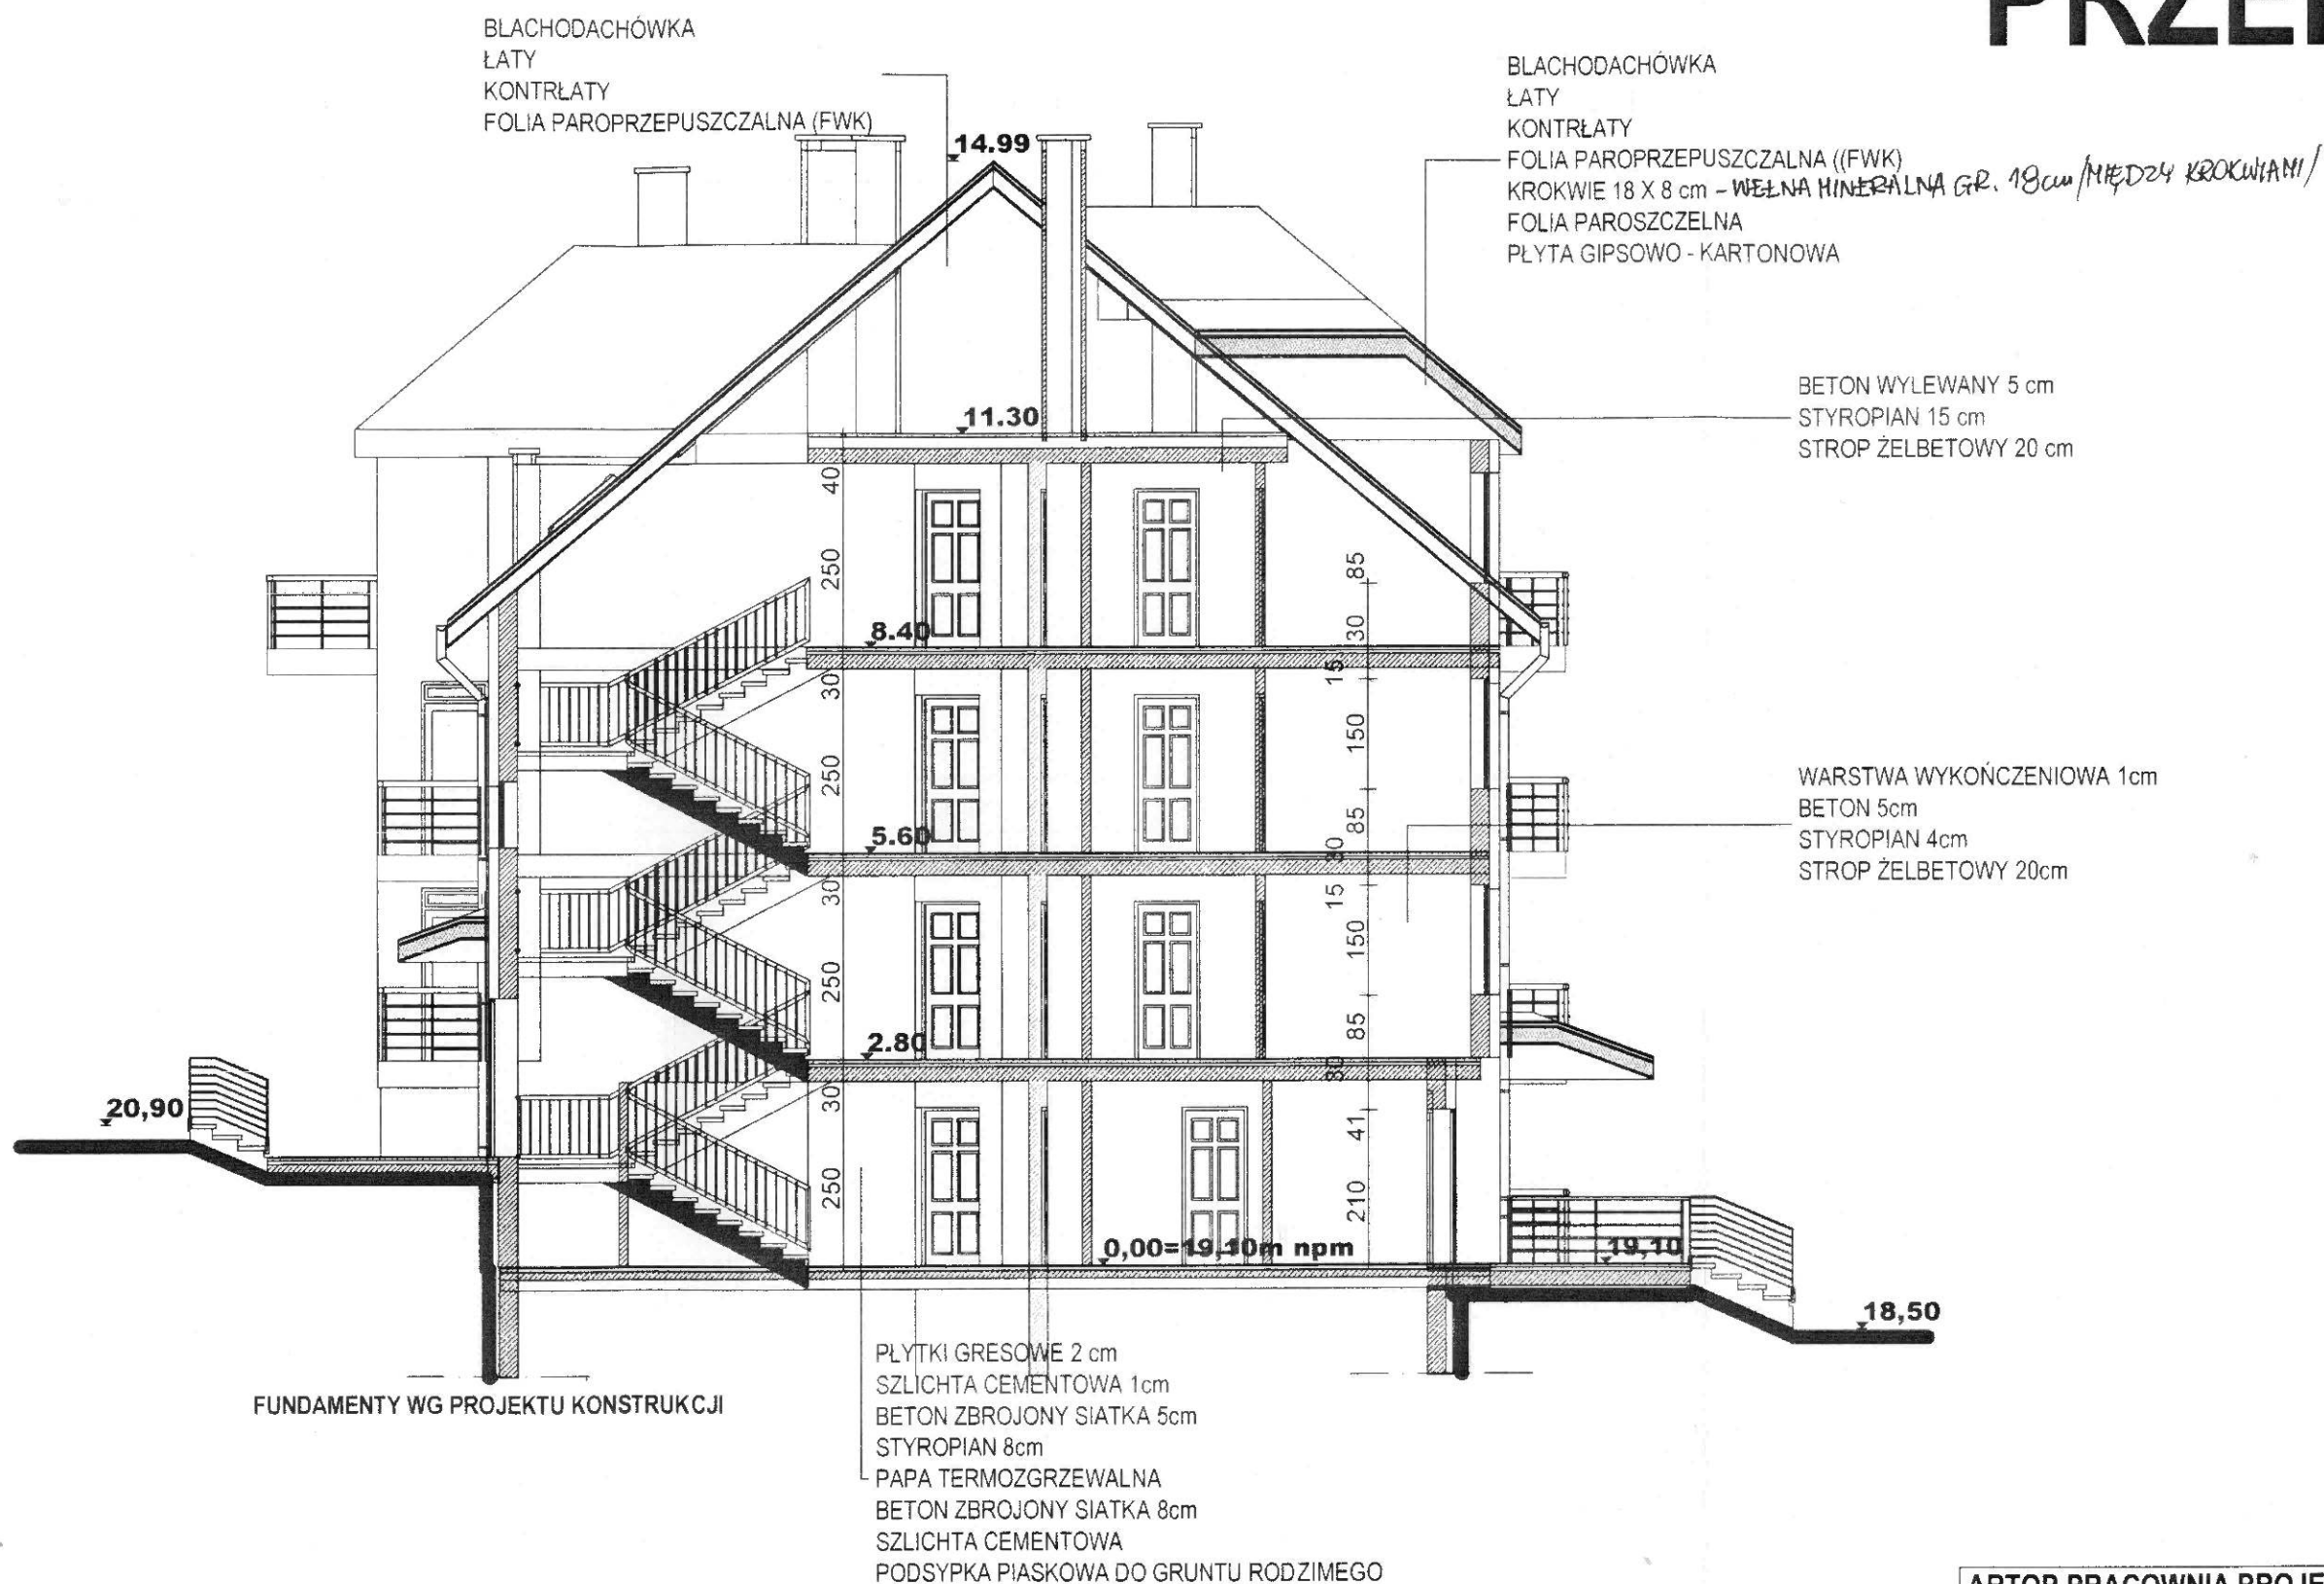 BLACHODACHÓWKA
ŁATY
KONTRŁATY
FOLIA PAROPRZEPUSZCZALNA (FWK)
BLACHODACHÓWKA
ŁATY
KONTRŁATY
FOLIA PAROPRZEPUSZCZALNA ((FWK)
KROKWIE 18 X 8 cm - WEŁNA MINERALNA GR. 18cm /MIĘDZY KROKWIAMI/
FOLIA PAROSZCZELNA
PŁYTA GIPSOWO - KARTONOWA
14.99
BETON WYLEWANY 5 cm
STYROPIAN 15 cm
STROP ŻELBETOWY 20 cm
11.30
40
250
85
8.40
30
15
30
150
250
WARSTWA WYKOŃCZENIOWA 1cm
BETON 5cm
STYROPIAN 4cm
STROP ŻELBETOWY 20cm
5.60
85
30
30
15
150
250
2.80
85
30
30
41
20,90
250
210
0,00=19,10m npm
19,10
18,50
FUNDAMENTY WG PROJEKTU KONSTRUKCJI
PŁYTKI GRESOWE 2 cm
SZLICHTA CEMENTOWA 1cm
BETON ZBROJONY SIATKA 5cm
STYROPIAN 8cm
PAPA TERMOZGRZEWALNA
BETON ZBROJONY SIATKA 8cm
SZLICHTA CEMENTOWA
PODSYPKA PIASKOWA DO GRUNTU RODZIMEGO